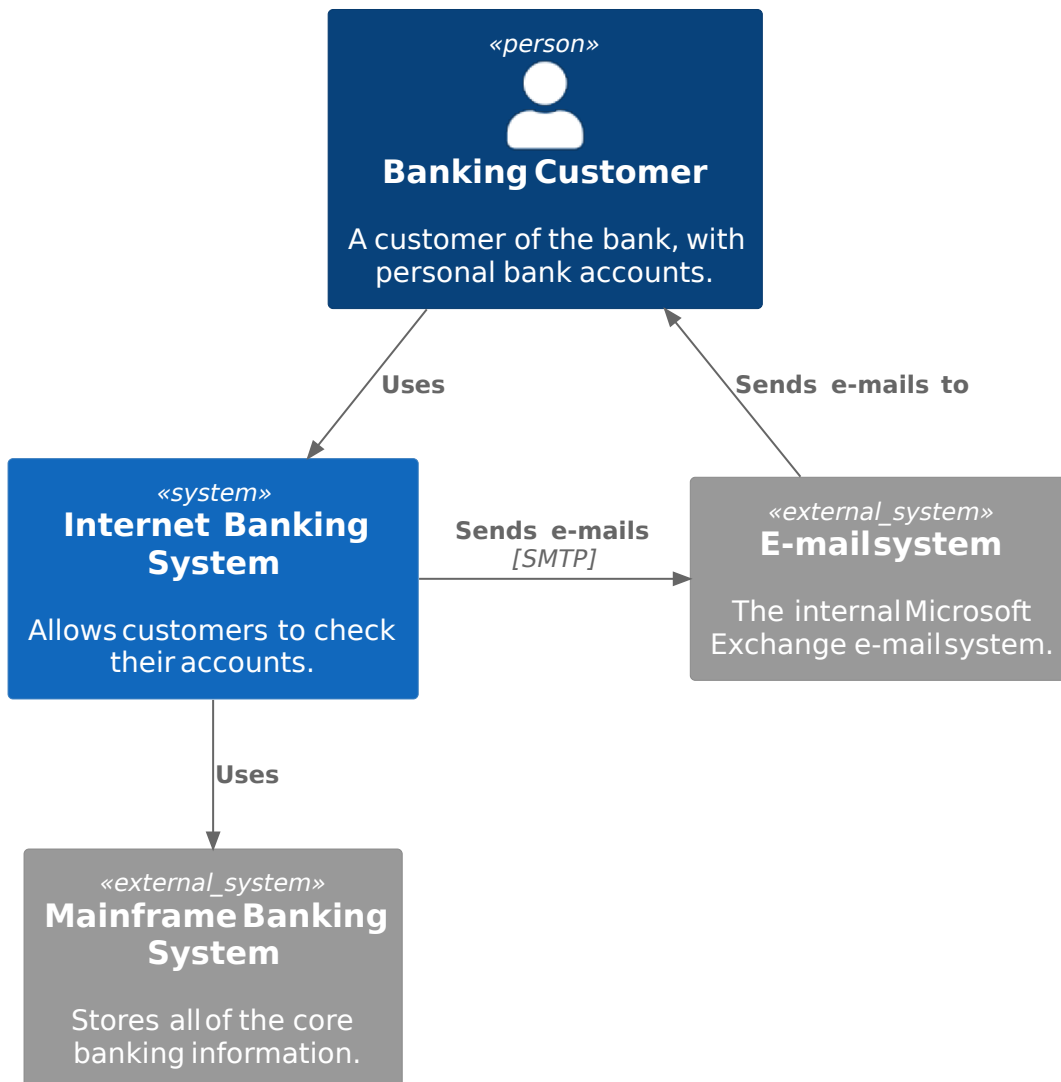 «person»
Banking Customer
A customer of the bank, with
personal bank accounts.
Uses
Sends e-mails to
«system»
Internet Banking
System
Allows customers to check
their accounts.
Sends e-mails
[SMTP]
«external_system»
E-mail system
The internal Microsoft
Exchange e-mail system.
Uses
«external_system»
Mainframe Banking
System
Stores all of the core
banking information.